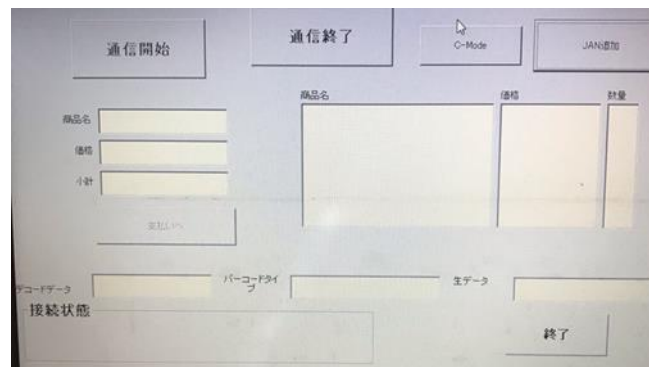 通信開始
通信終了
C-Mode
JAN追加
商品名
価格
数量
商品名
価格
小計
支払いへ
デコードデータ
バーコードタイ
プ
生データ
接続状態
終了